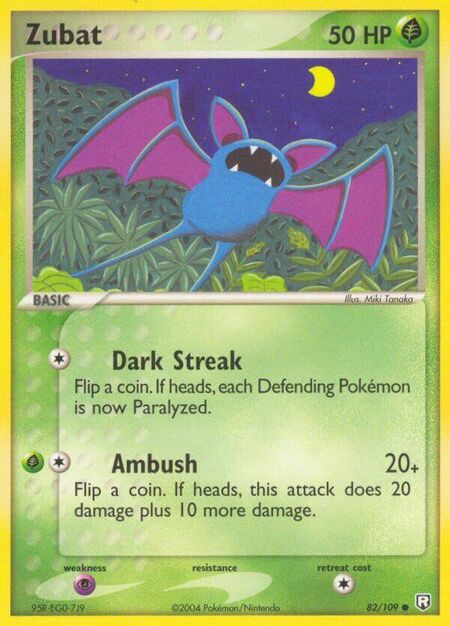 Zubat
50 HP
BASIC
Illus. Miki Tanaka
Dark Streak
Flip a coin. If heads, each Defending Pokémon
is now Paralyzed.
Ambush 20+
Flip a coin. If heads, this attack does 20
damage plus 10 more damage.
weakness resistance retreat cost
95R-EG0-7J9 ©2004 Pokémon/Nintendo 82/109 ● R